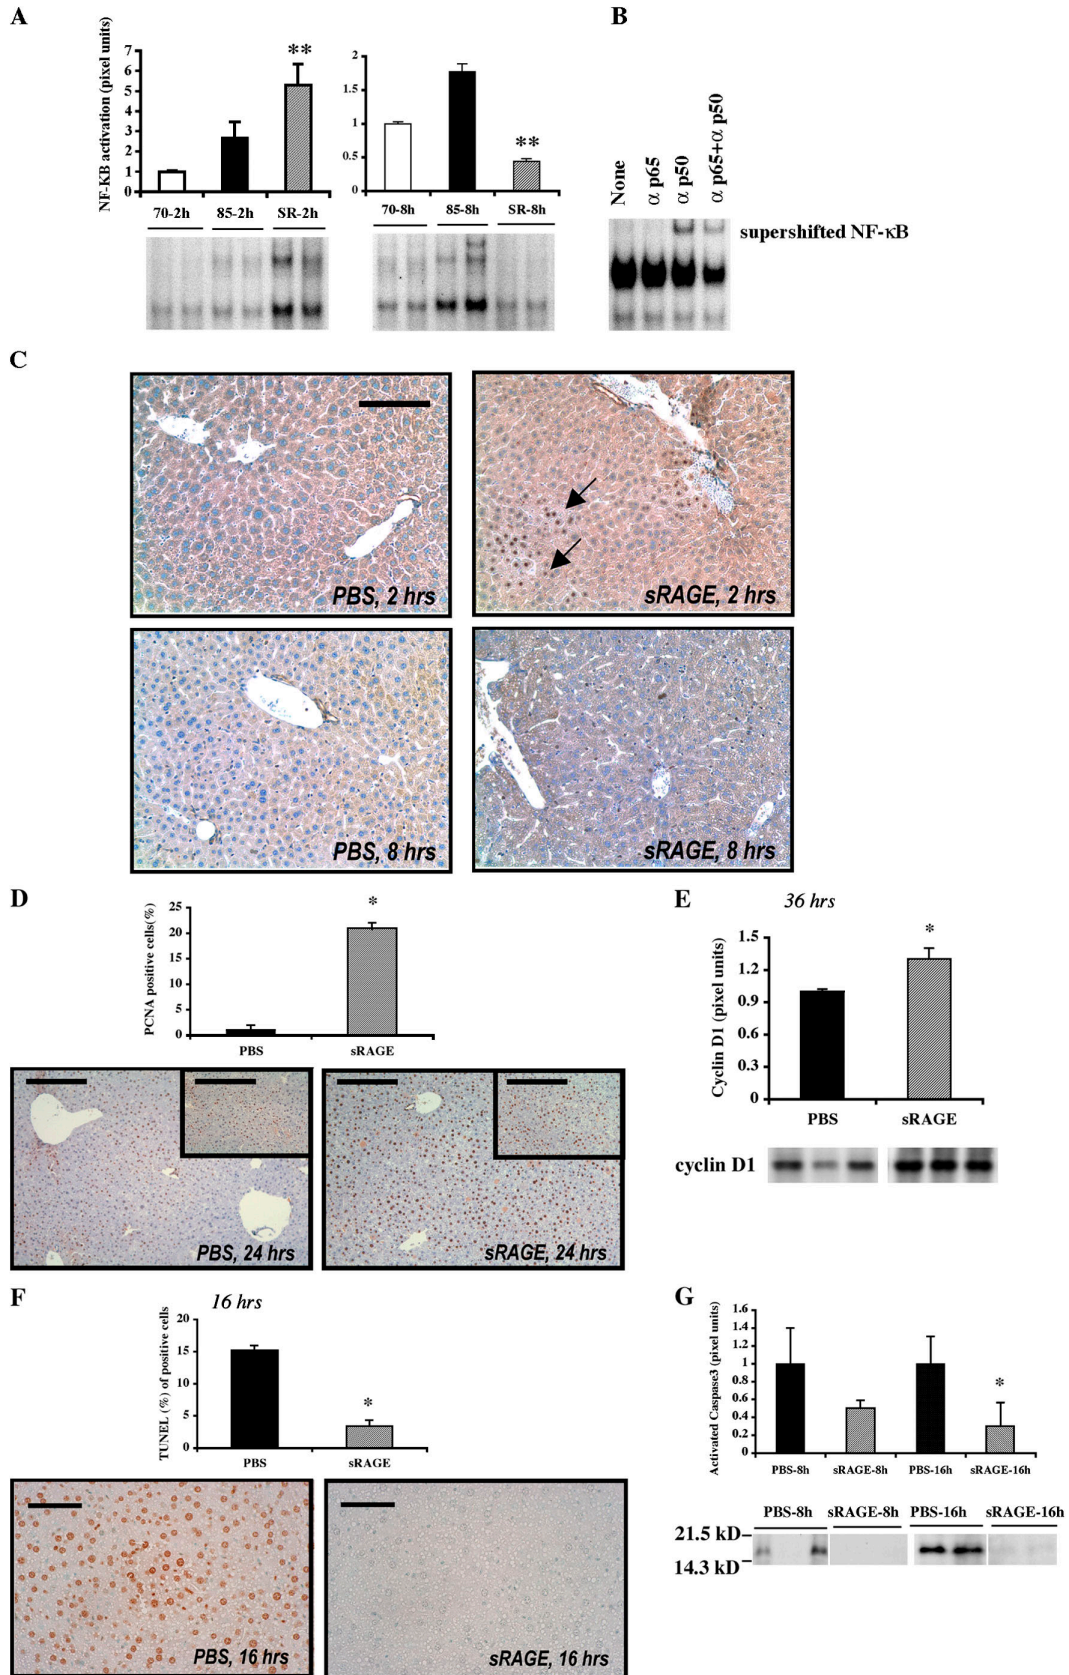 A
B
NF-KB activation (pixel units)
7
6
5
4
3
2
1
0
**
70-2h 85-2h SR-2h
2
1.5
1
0.5
0
**
70-8h 85-8h SR-8h
None
α p65
α p50
α p65+α p50
supershifted NF-κB
C
PBS, 2 hrs
sRAGE, 2 hrs
PBS, 8 hrs
sRAGE, 8 hrs
D
PCNA positive cells(%)
25
20
15
10
5
0
*
PBS sRAGE
PBS, 24 hrs
sRAGE, 24 hrs
E
36 hrs
Cyclin D1 (pixel units)
1.5
1.2
0.9
0.6
0.3
0
*
PBS sRAGE
cyclin D1
F
16 hrs
TUNEL (%) of positive cells
20
15
10
5
0
*
PBS sRAGE
PBS, 16 hrs
sRAGE, 16 hrs
G
Activated Caspase3 (pixel units)
1.6
1.4
1.2
1
0.8
0.6
0.4
0.2
0
*
PBS-8h sRAGE-8h PBS-16h sRAGE-16h
PBS-8h sRAGE-8h PBS-16h sRAGE-16h
21.5 kD
14.3 kD